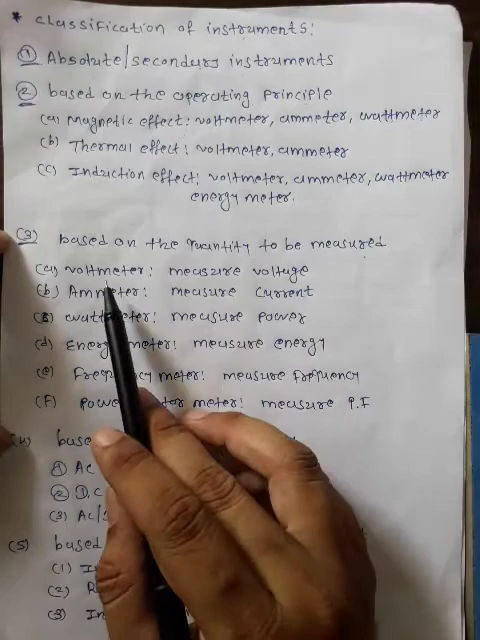 * Classification of instruments:
① Absolute/secondary instruments
② based on the operating principle
(a) Magnetic effect: voltmeter, ammeter, wattmeter
(b) Thermal effect: voltmeter, ammeter
(c) Induction effect: voltmeter, ammeter, wattmeter
energy meter.
(3) based on the quantity to be measured
(a) voltmeter: measure voltage
(b) Ammeter: measure current
(c) wattmeter: measure power
(d) Energy meter: measure energy
(e) meter: measure frequency
(f) meter: measure P.F
(4)
① AC
② D.C
(3) AC/
(5) based
(1)
(2)
(3)